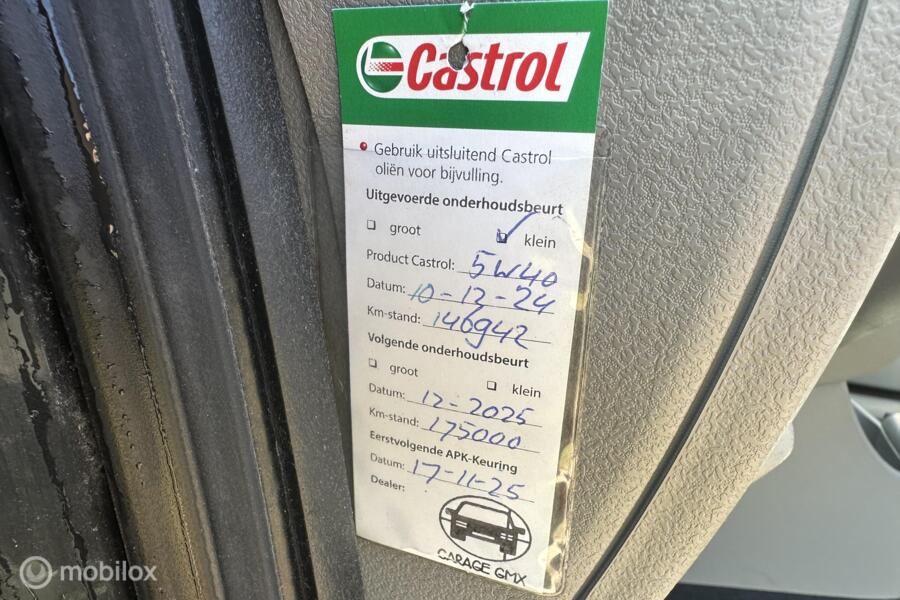 Castrol
Gebruik uitsluitend Castrol
oliën voor bijvulling.
Uitgevoerde onderhoudsbeurt
groot klein
Product Castrol: 5W40
Datum: 10-12-24
Km-stand: 146942
Volgende onderhoudsbeurt
groot klein
Datum: 12-2025
Km-stand: 175000
Eerstvolgende APK-Keuring
Datum: 17-11-25
Dealer:
GARAGE GMX
mobilox